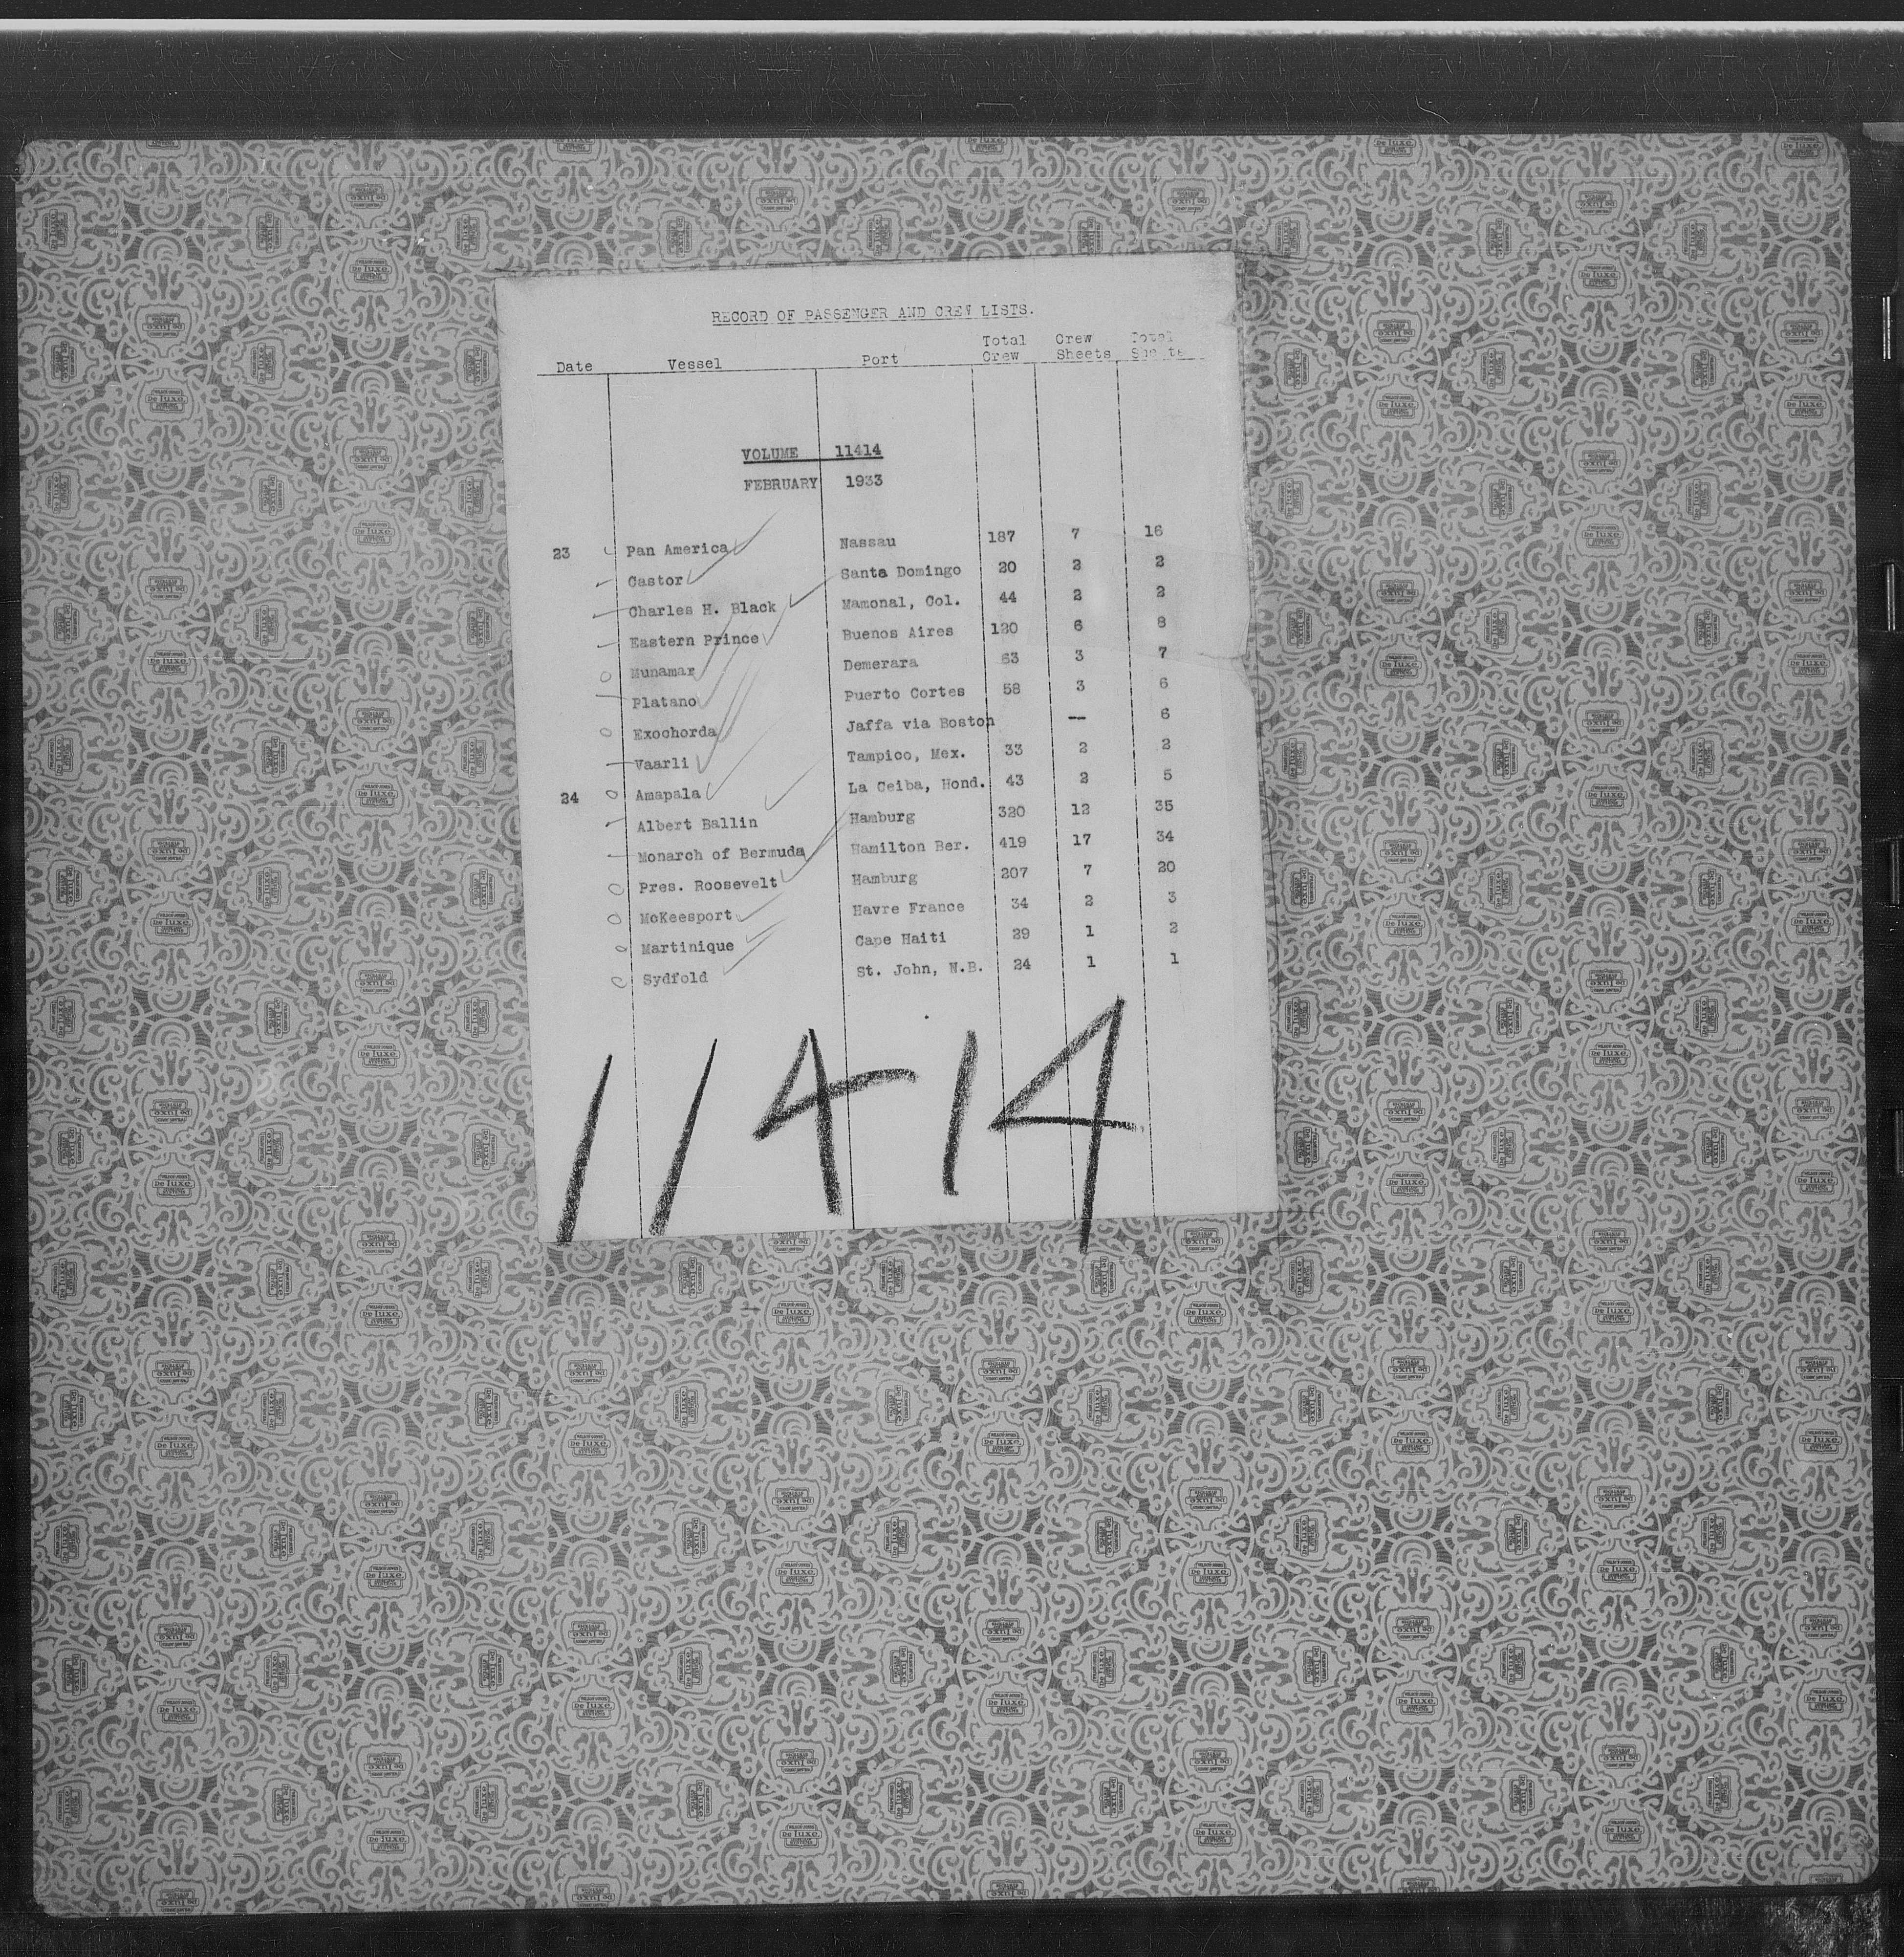 RECORD OF PASSENGER AND CREW LISTS.
Date Vessel Port Total Crew Crew Sheets Total Sheets
VOLUME 11414
FEBRUARY 1933
23 Pan America Nassau 187 7 16
Castor Santa Domingo 20 2 2
Charles H. Black Mamonal, Col. 44 2 2
Eastern Prince Buenos Aires 120 6 8
Munamar Demerara 63 3 7
Platano Puerto Cortes 58 3 6
Exochorda Jaffa via Boston — 6
Vaarli Tampico, Mex. 33 2 2
24 Amapala La Ceiba, Hond. 43 2 5
Albert Ballin Hamburg 320 12 35
Monarch of Bermuda Hamilton Ber. 419 17 34
Pres. Roosevelt Hamburg 207 7 20
McKeesport Havre France 34 2 3
Martinique Cape Haiti 29 1 2
Sydfold St. John, N.B. 24 1 1
11414
De luxe